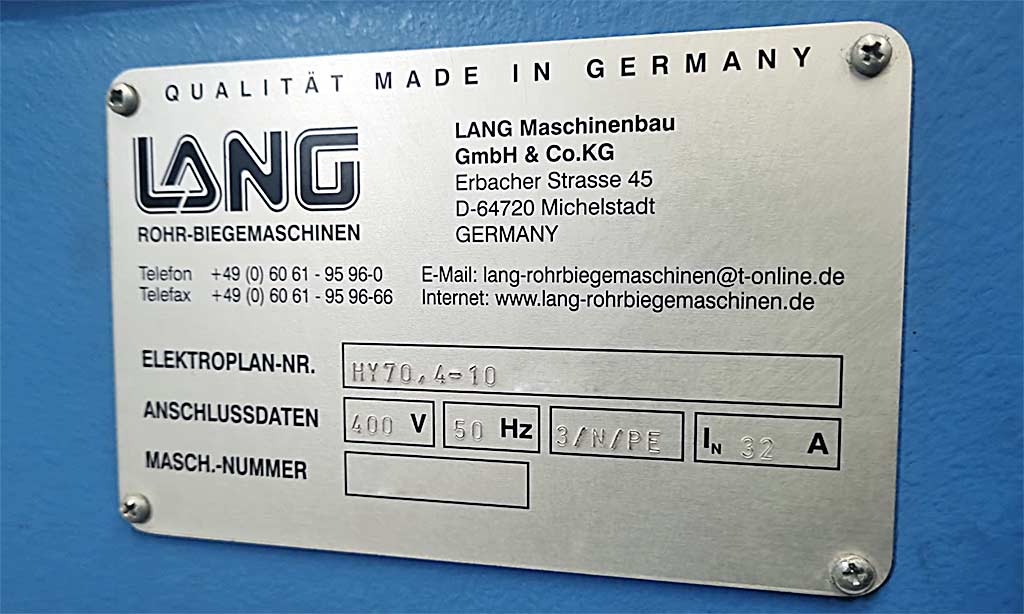 QUALITÄT MADE IN GERMANY
LANG
ROHR-BIEGEMASCHINEN
LANG Maschinenbau
GmbH & Co.KG
Erbacher Strasse 45
D-64720 Michelstadt
GERMANY
Telefon +49 (0) 60 61 - 95 96-0
Telefax +49 (0) 60 61 - 95 96-66
E-Mail: lang-rohrbiegemaschinen@t-online.de
Internet: www.lang-rohrbiegemaschinen.de
ELEKTROPLAN-NR. HY70,4-10
ANSCHLUSSDATEN 400 V 50 Hz 3/N/PE IN 32 A
MASCH.-NUMMER